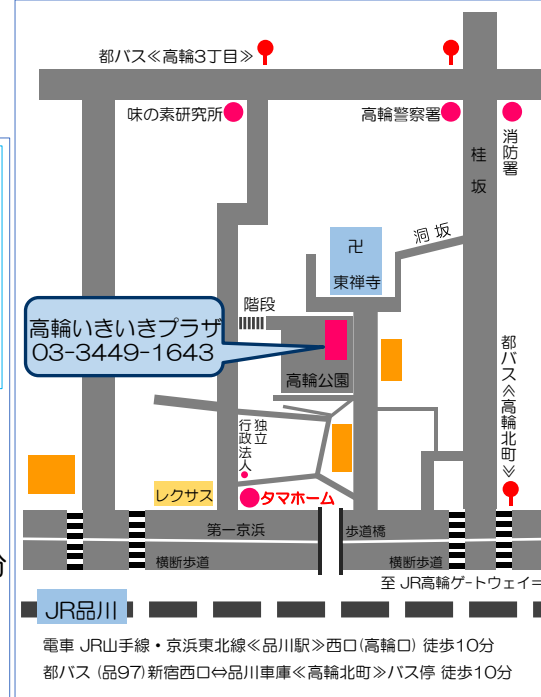 都バス≪高輪3丁目≫
味の素研究所
高輪警察署
消防署
桂坂
洞坂
卍
東禅寺
階段
高輪いきいきプラザ
03-3449-1643
高輪公園
都バス≪高輪北町≫
独立
行政法人
レクサス
タマホーム
第一京浜
歩道橋
横断歩道
横断歩道
分
至 JR高輪ゲートウェイ⇒
JR品川
電車 JR山手線・京浜東北線≪品川駅≫西口(高輪口) 徒歩10分
都バス (品97)新宿西口⇔品川車庫≪高輪北町≫バス停 徒歩10分